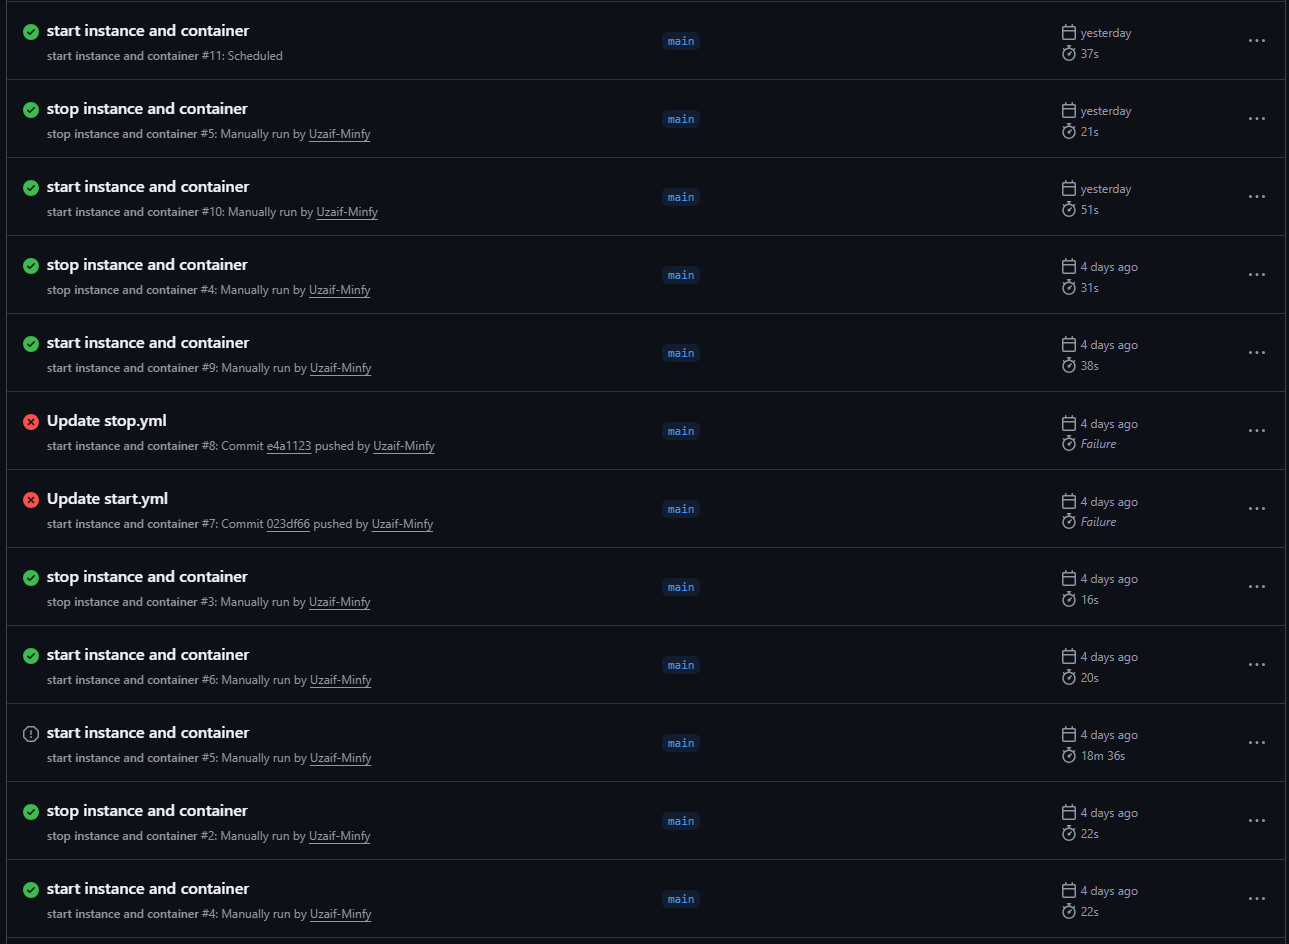 start instance and container
start instance and container #11: Scheduled
main
yesterday
37s
stop instance and container
stop instance and container #5: Manually run by Uzaif-Minfy
main
yesterday
21s
start instance and container
start instance and container #10: Manually run by Uzaif-Minfy
main
yesterday
51s
stop instance and container
stop instance and container #4: Manually run by Uzaif-Minfy
main
4 days ago
31s
start instance and container
start instance and container #9: Manually run by Uzaif-Minfy
main
4 days ago
38s
Update stop.yml
start instance and container #8: Commit e4a1123 pushed by Uzaif-Minfy
main
4 days ago
Failure
Update start.yml
start instance and container #7: Commit 023df66 pushed by Uzaif-Minfy
main
4 days ago
Failure
stop instance and container
stop instance and container #3: Manually run by Uzaif-Minfy
main
4 days ago
16s
start instance and container
start instance and container #6: Manually run by Uzaif-Minfy
main
4 days ago
20s
start instance and container
start instance and container #5: Manually run by Uzaif-Minfy
main
4 days ago
18m 36s
stop instance and container
stop instance and container #2: Manually run by Uzaif-Minfy
main
4 days ago
22s
start instance and container
start instance and container #4: Manually run by Uzaif-Minfy
main
4 days ago
22s